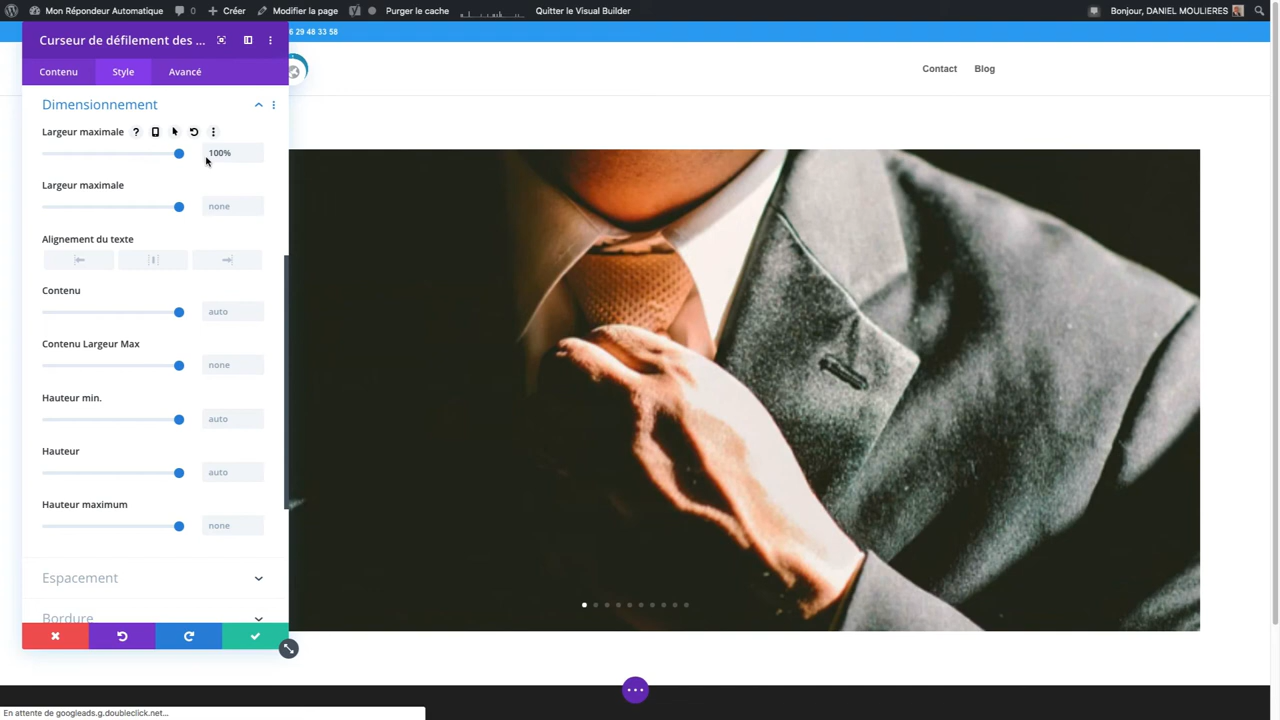 Mon Répondeur Automatique
0
Créer
Modifier la page
Purger le cache
Quitter le Visual Builder
Bonjour, DANIEL MOULIERES
6 29 48 33 58
Curseur de défilement des ...
Contenu
Style
Avancé
Contact
Blog
Dimensionnement
Largeur maximale
100%
Largeur maximale
none
Alignement du texte
Contenu
auto
Contenu Largeur Max
none
Hauteur min.
auto
Hauteur
auto
Hauteur maximum
none
Espacement
Bordure
En attente de googleads.g.doubleclick.net...